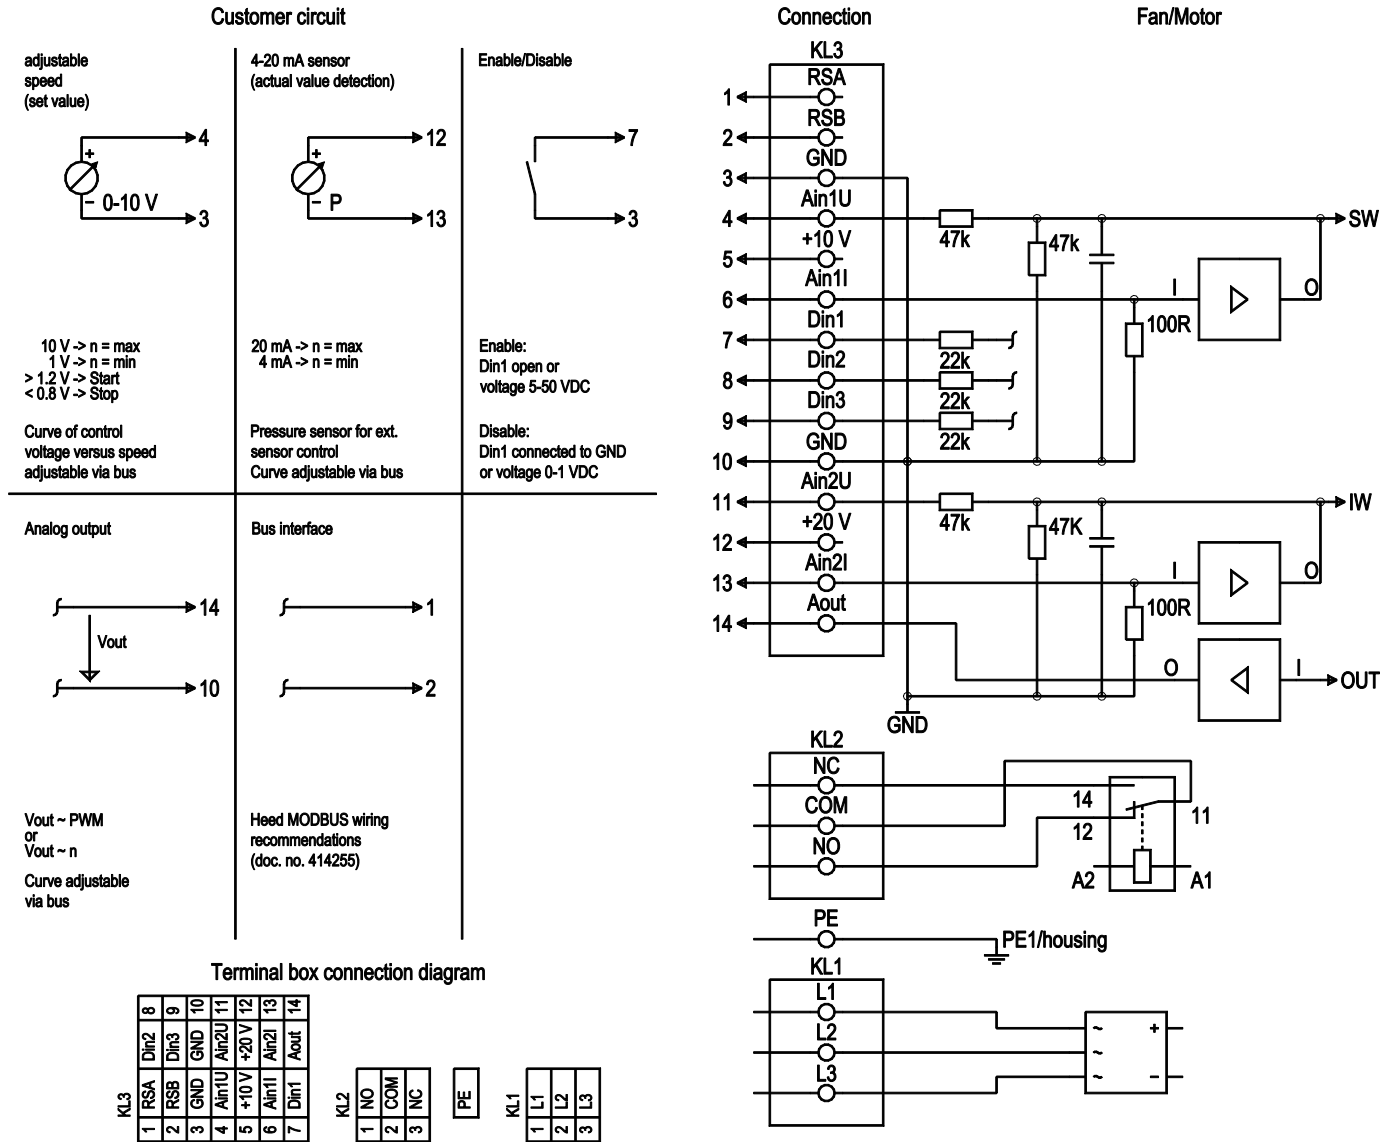 Customer circuit
adjustable
speed
(set value)
4
+
− 0-10 V
3
10 V -> n = max
1 V -> n = min
> 1.2 V -> Start
< 0.8 V -> Stop
Curve of control
voltage versus speed
adjustable via bus
4-20 mA sensor
(actual value detection)
12
+
− P
13
20 mA -> n = max
4 mA -> n = min
Pressure sensor for ext.
sensor control
Curve adjustable via bus
Enable/Disable
7
3
Enable:
Din1 open or
voltage 5-50 VDC
Disable:
Din1 connected to GND
or voltage 0-1 VDC
Analog output
14
Vout
10
Vout ~ PWM
or
Vout ~ n
Curve adjustable
via bus
Bus interface
1
2
Heed MODBUS wiring
recommendations
(doc. no. 414255)
Connection
Fan/Motor
KL3
RSA
1
RSB
2
GND
3
Ain1U
4
47k
47k
SW
+10 V
5
Ain1I
6
I
O
100R
Din1
7
22k
Din2
8
22k
Din3
9
22k
GND
10
Ain2U
11
47k
47K
IW
+20 V
12
Ain2I
13
I
O
100R
Aout
14
O
I
OUT
GND
KL2
NC
COM
NO
14
12
11
A2
A1
PE
PE1/housing
KL1
L1
L2
L3
~
~
~
+
−
Terminal box connection diagram
KL3
1 RSA Din2 8
2 RSB Din3 9
3 GND GND 10
4 Ain1U Ain2U 11
5 +10 V +20 V 12
6 Ain1I Ain2I 13
7 Din1 Aout 14
KL2
1 NO
2 COM
3 NC
PE
KL1
1 L1
2 L2
3 L3